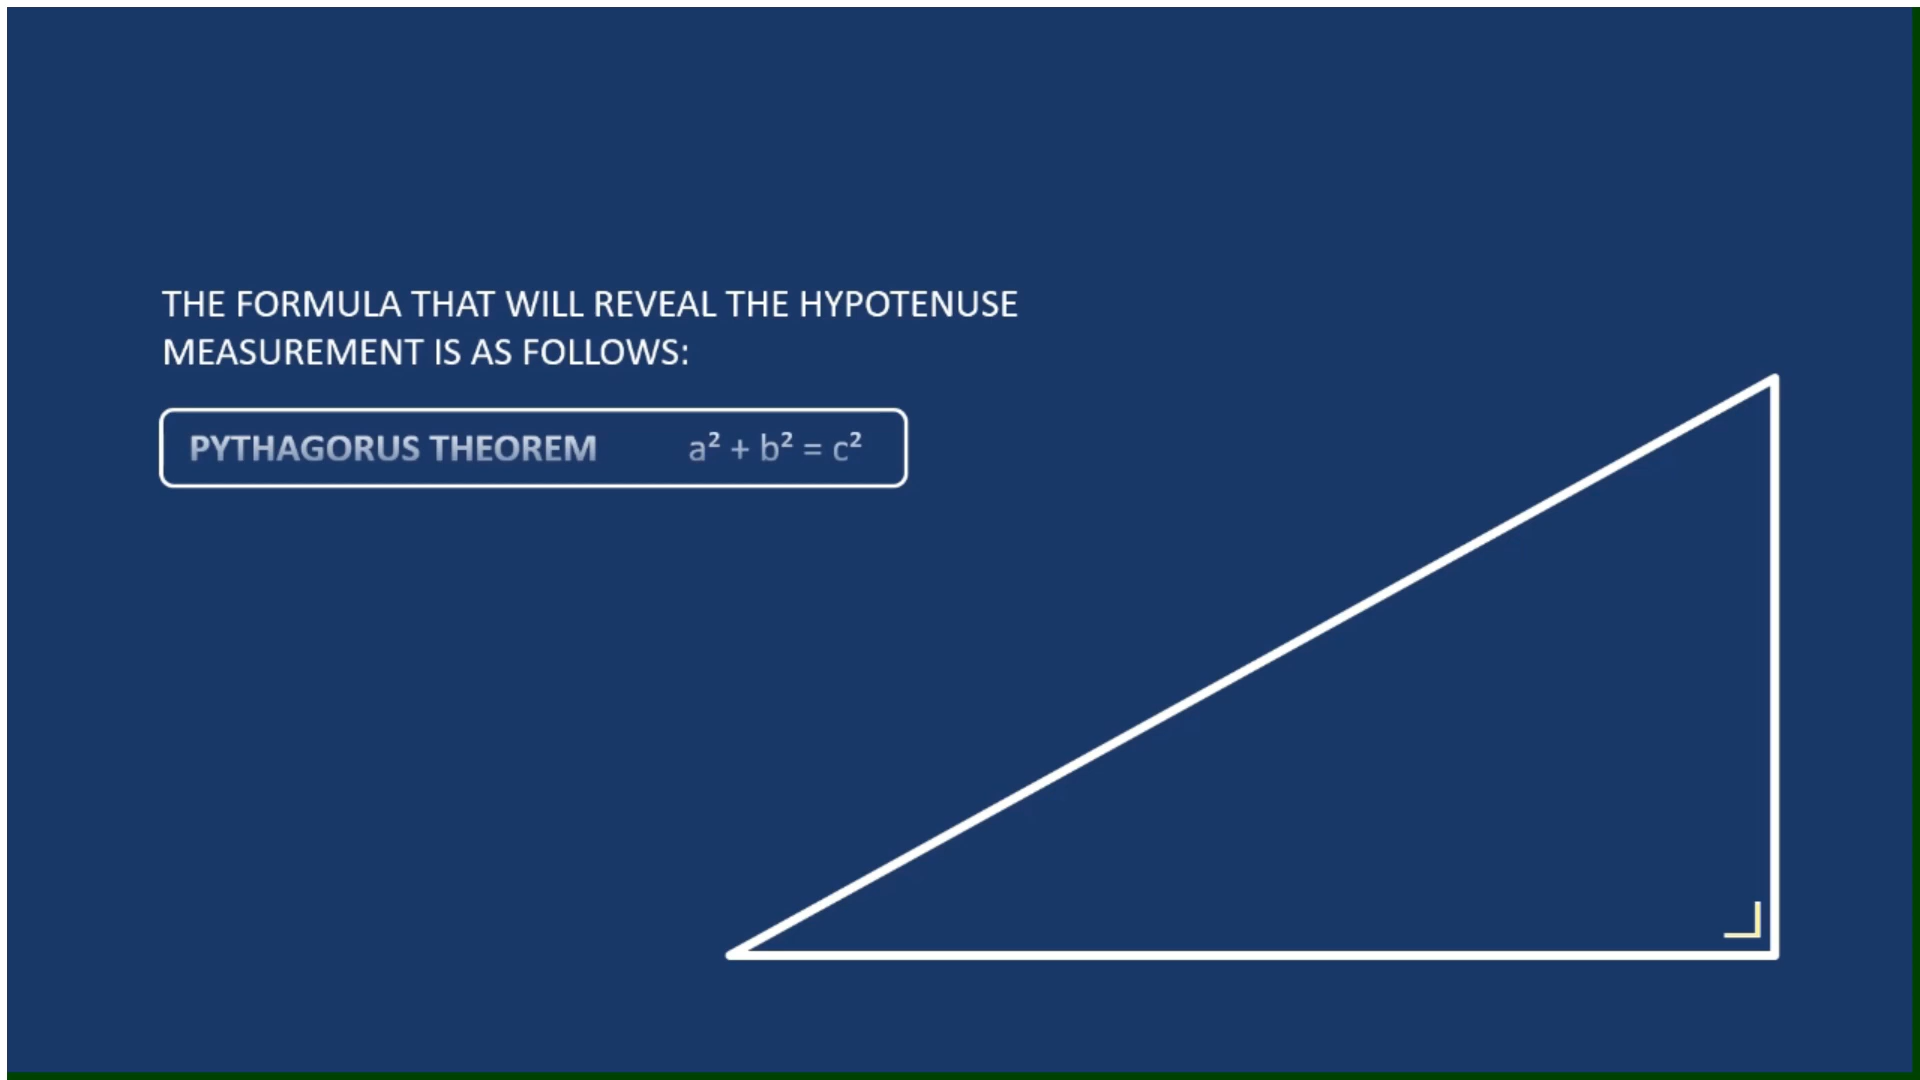 THE FORMULA THAT WILL REVEAL THE HYPOTENUSE
MEASUREMENT IS AS FOLLOWS:
PYTHAGORUS THEOREM a² + b² = c²